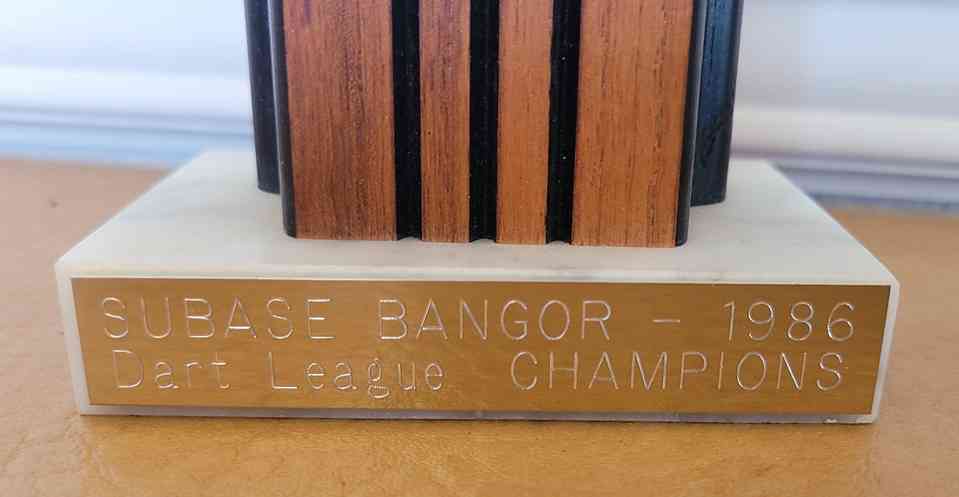 SUBASE BANGOR - 1986
Dart League CHAMPIONS